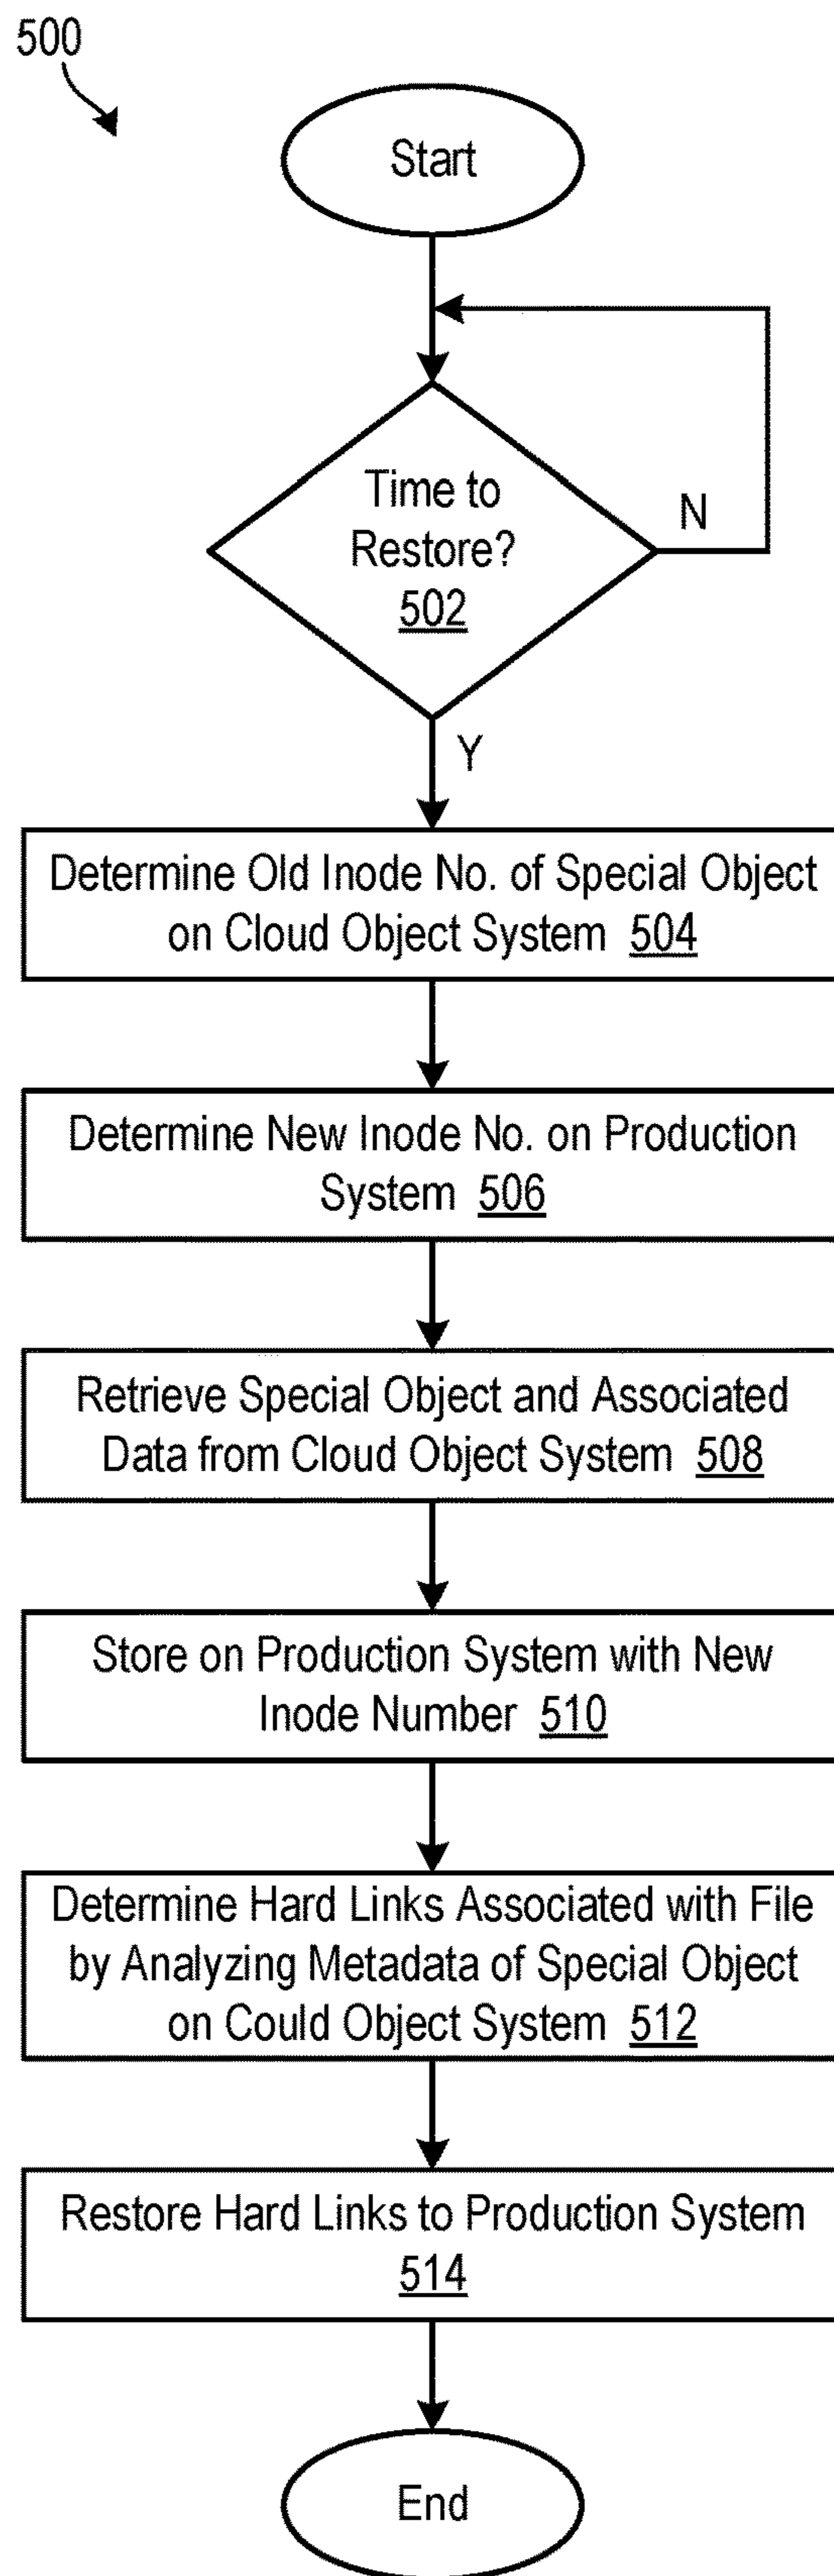 500
Start
Time to
Restore?
502
N
Y
Determine Old Inode No. of Special Object
on Cloud Object System 504
Determine New Inode No. on Production
System 506
Retrieve Special Object and Associated
Data from Cloud Object System 508
Store on Production System with New
Inode Number 510
Determine Hard Links Associated with File
by Analyzing Metadata of Special Object
on Could Object System 512
Restore Hard Links to Production System
514
End